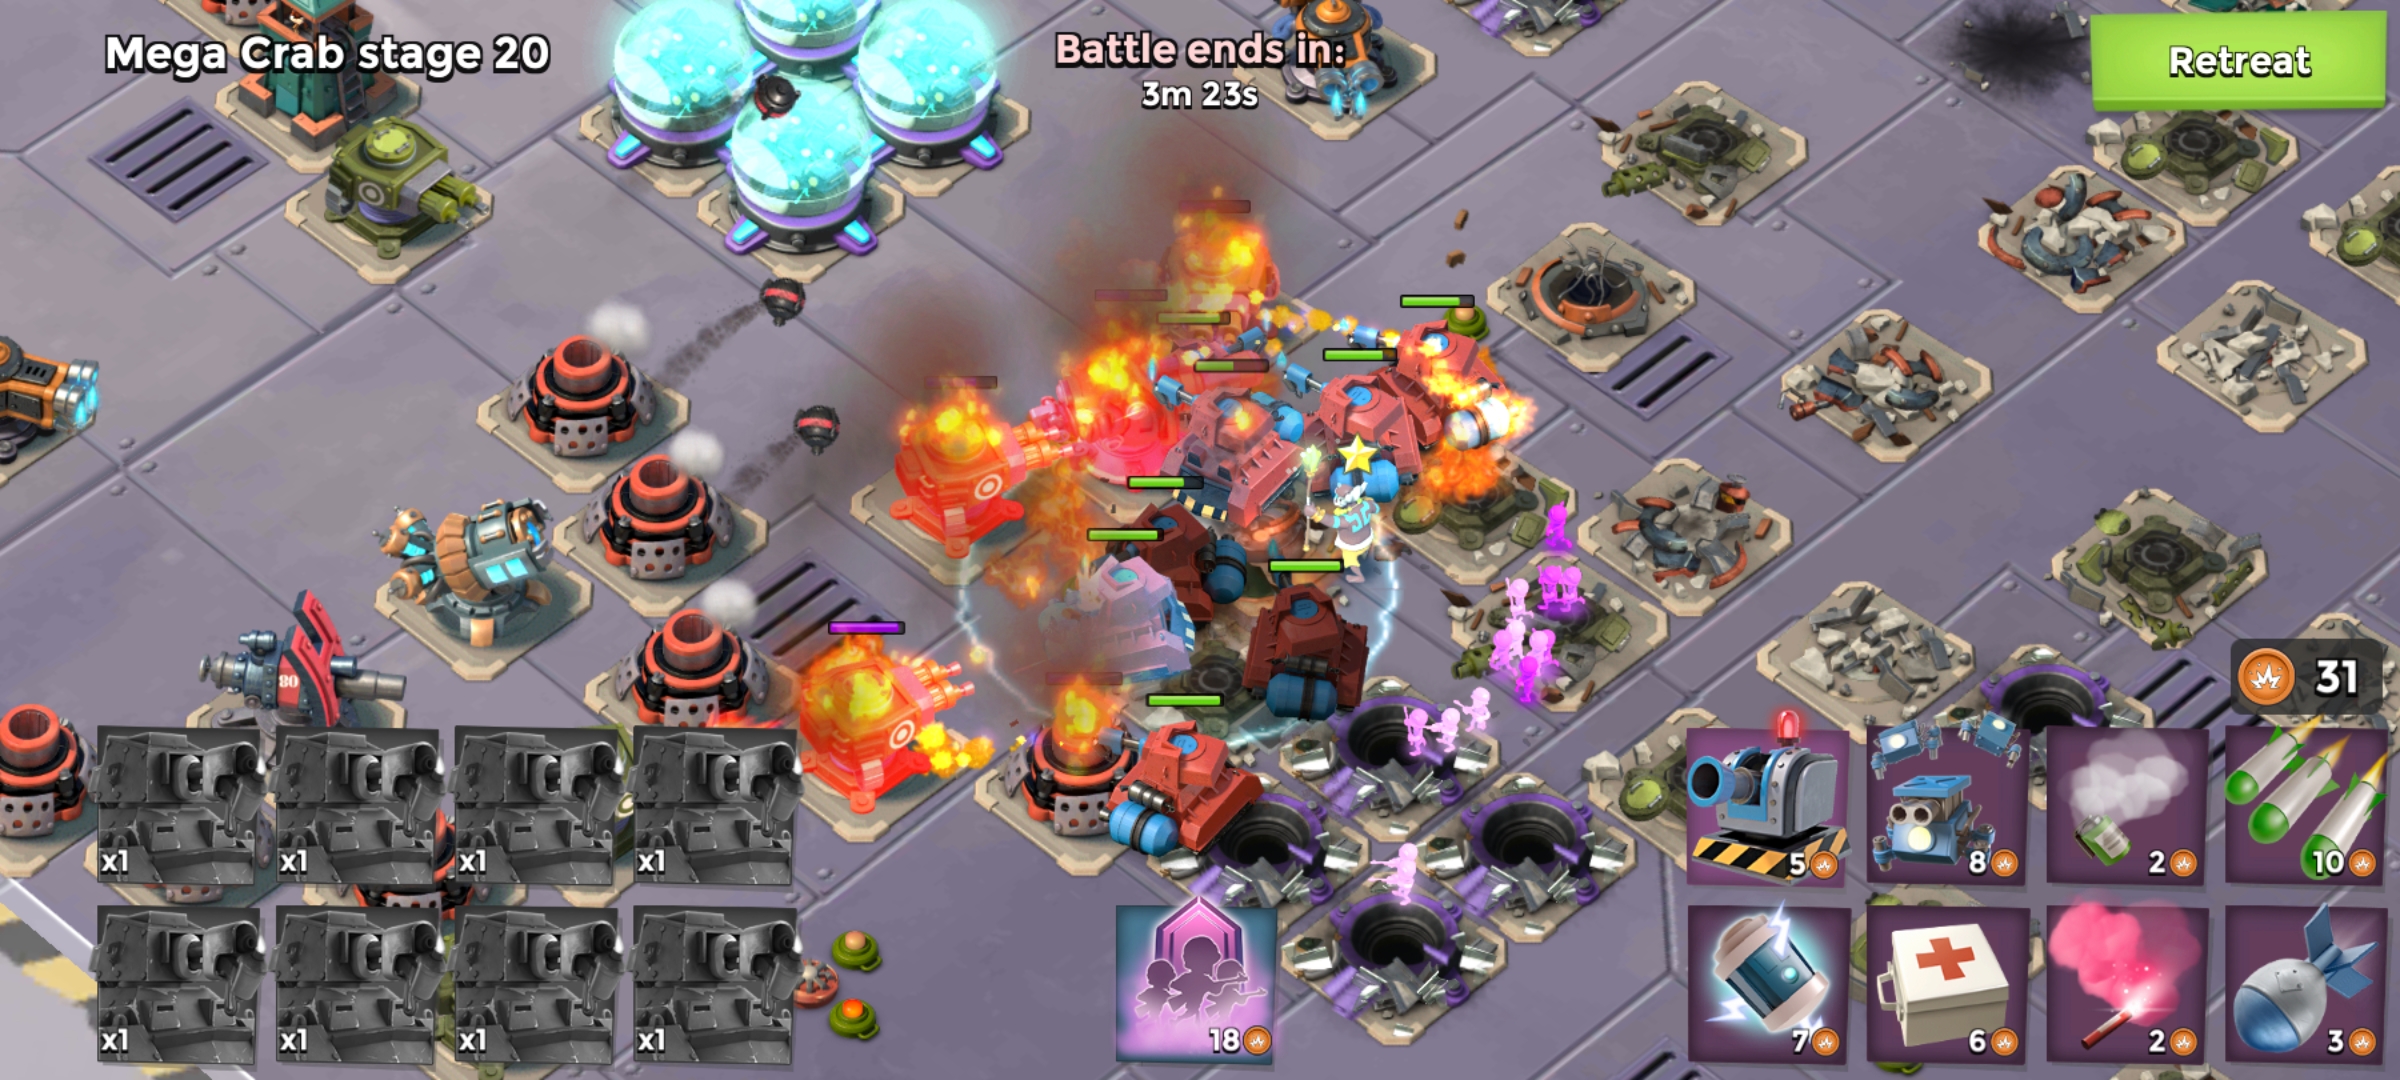 Mega Crab stage 20
Battle ends in:
3m 23s
Retreat
80
31
x1
x1
x1
x1
5
8
2
10
x1
x1
x1
x1
18
7
6
2
3